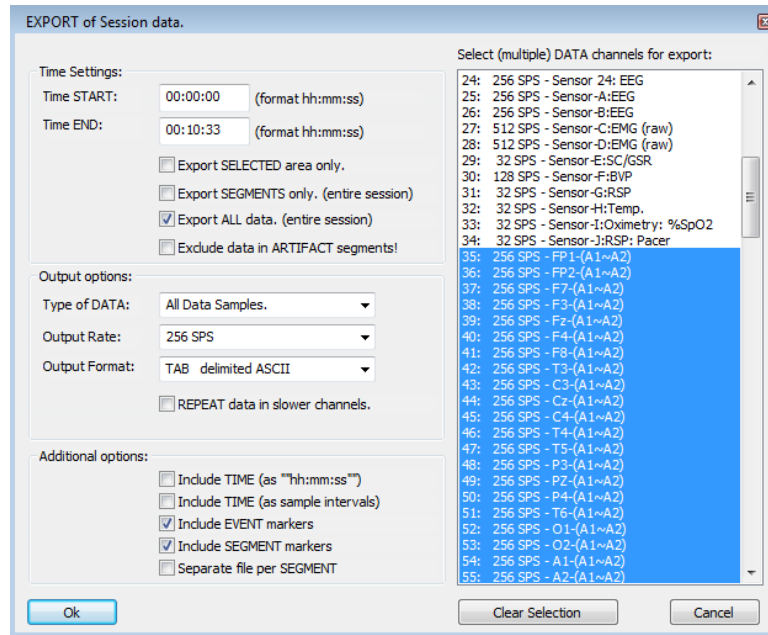 EXPORT of Session data.
Time Settings:
Time START: 00:00:00 (format hh:mm:ss)
Time END: 00:10:33 (format hh:mm:ss)
Export SELECTED area only.
Export SEGMENTS only. (entire session)
Export ALL data. (entire session)
Exclude data in ARTIFACT segments!
Output options:
Type of DATA: All Data Samples.
Output Rate: 256 SPS
Output Format: TAB delimited ASCII
REPEAT data in slower channels.
Additional options:
Include TIME (as ""hh:mm:ss"")
Include TIME (as sample intervals)
Include EVENT markers
Include SEGMENT markers
Separate file per SEGMENT
Ok
Select (multiple) DATA channels for export:
24: 256 SPS - Sensor 24: EEG
25: 256 SPS - Sensor-A:EEG
26: 256 SPS - Sensor-B:EEG
27: 512 SPS - Sensor-C:EMG (raw)
28: 512 SPS - Sensor-D:EMG (raw)
29: 32 SPS - Sensor-E:SC/GSR
30: 128 SPS - Sensor-F:BVP
31: 32 SPS - Sensor-G:RSP
32: 32 SPS - Sensor-H:Temp.
33: 32 SPS - Sensor-I:Oximetry: %SpO2
34: 32 SPS - Sensor-J:RSP: Pacer
35: 256 SPS - FP1-(A1~A2)
36: 256 SPS - FP2-(A1~A2)
37: 256 SPS - F7-(A1~A2)
38: 256 SPS - F3-(A1~A2)
39: 256 SPS - Fz-(A1~A2)
40: 256 SPS - F4-(A1~A2)
41: 256 SPS - F8-(A1~A2)
42: 256 SPS - T3-(A1~A2)
43: 256 SPS - C3-(A1~A2)
44: 256 SPS - Cz-(A1~A2)
45: 256 SPS - C4-(A1~A2)
46: 256 SPS - T4-(A1~A2)
47: 256 SPS - T5-(A1~A2)
48: 256 SPS - P3-(A1~A2)
49: 256 SPS - PZ-(A1~A2)
50: 256 SPS - P4-(A1~A2)
51: 256 SPS - T6-(A1~A2)
52: 256 SPS - O1-(A1~A2)
53: 256 SPS - O2-(A1~A2)
54: 256 SPS - A1-(A1~A2)
55: 256 SPS - A2-(A1~A2)
Clear Selection
Cancel